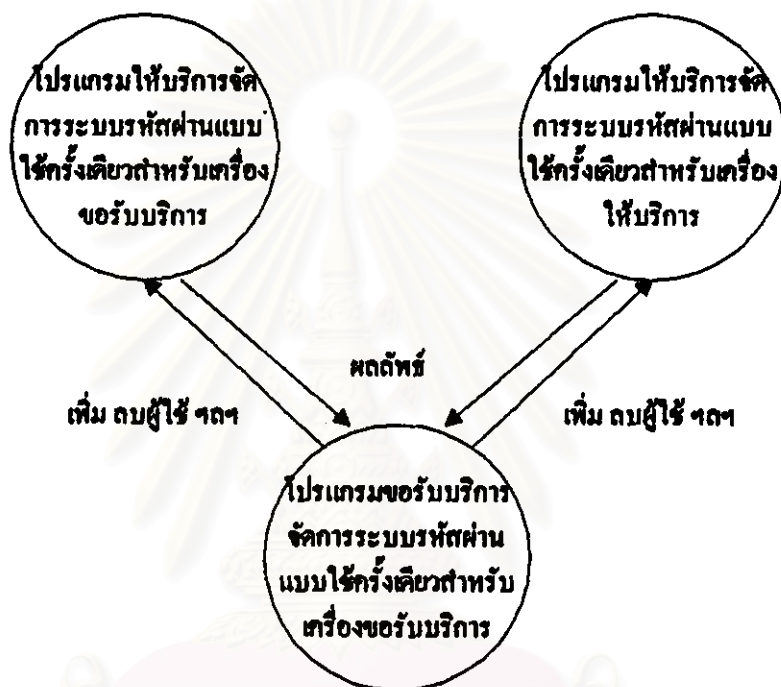 โปรแกรมให้บริการจัด
การระบบรหัสผ่านแบบ
ใช้ครั้งเดียวสำหรับเครื่อง
ขอรับบริการ
โปรแกรมให้บริการจัด
การระบบรหัสผ่านแบบ
ใช้ครั้งเดียวสำหรับเครื่อง
ให้บริการ
ผลลัพธ์
เพิ่ม ลบผู้ใช้ ฯลฯ
เพิ่ม ลบผู้ใช้ ฯลฯ
โปรแกรมขอรับบริการ
จัดการระบบรหัสผ่าน
แบบใช้ครั้งเดียวสำหรับ
เครื่องขอรับบริการ